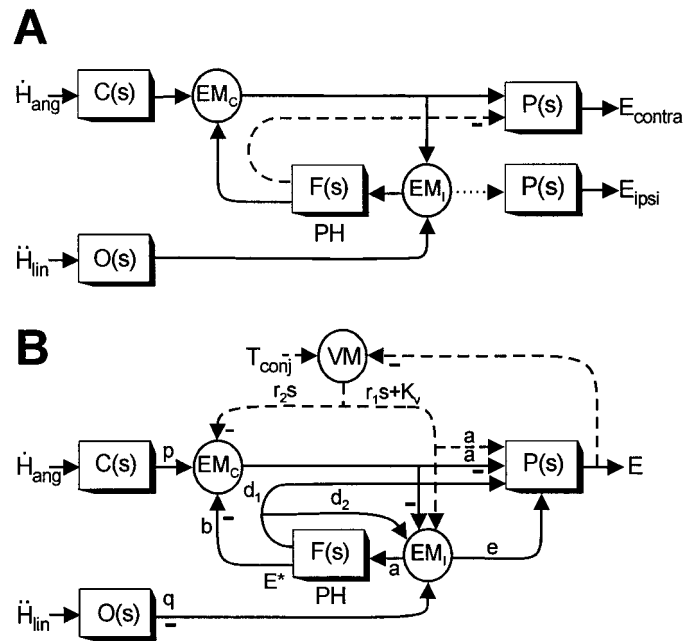 A
Ḣang
C(s)
EMC
P(s)
Econtra
-
F(s)
EMI
P(s)
Eipsi
PH
Ḧlin
O(s)
B
Tconj
VM
-
r2s
r1s+Kv
-
a
Ḣang
C(s)
p
EMC
a
-
P(s)
E
d1
d2
-
b
-
F(s)
a
EMI
e
E*
PH
Ḧlin
O(s)
q
-